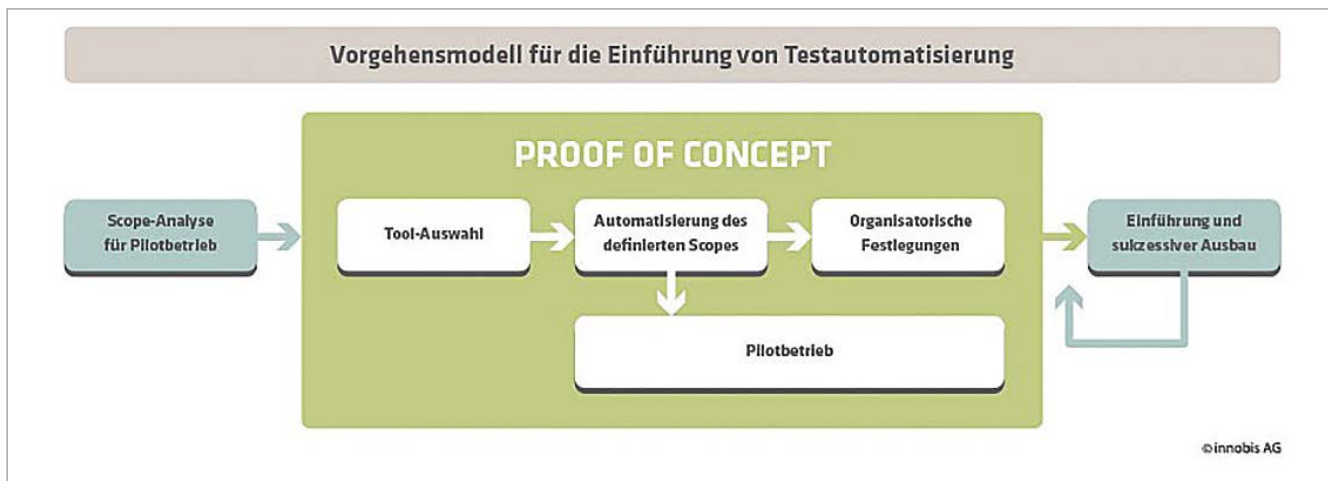 Vorgehensmodell für die Einführung von Testautomatisierung
PROOF OF CONCEPT
Scope-Analyse
für Pilotbetrieb
Tool-Auswahl
Automatisierung des
definierten Scopes
Organisatorische
Festlegungen
Einführung und
sukzessiver Ausbau
Pilotbetrieb
©innobis AG